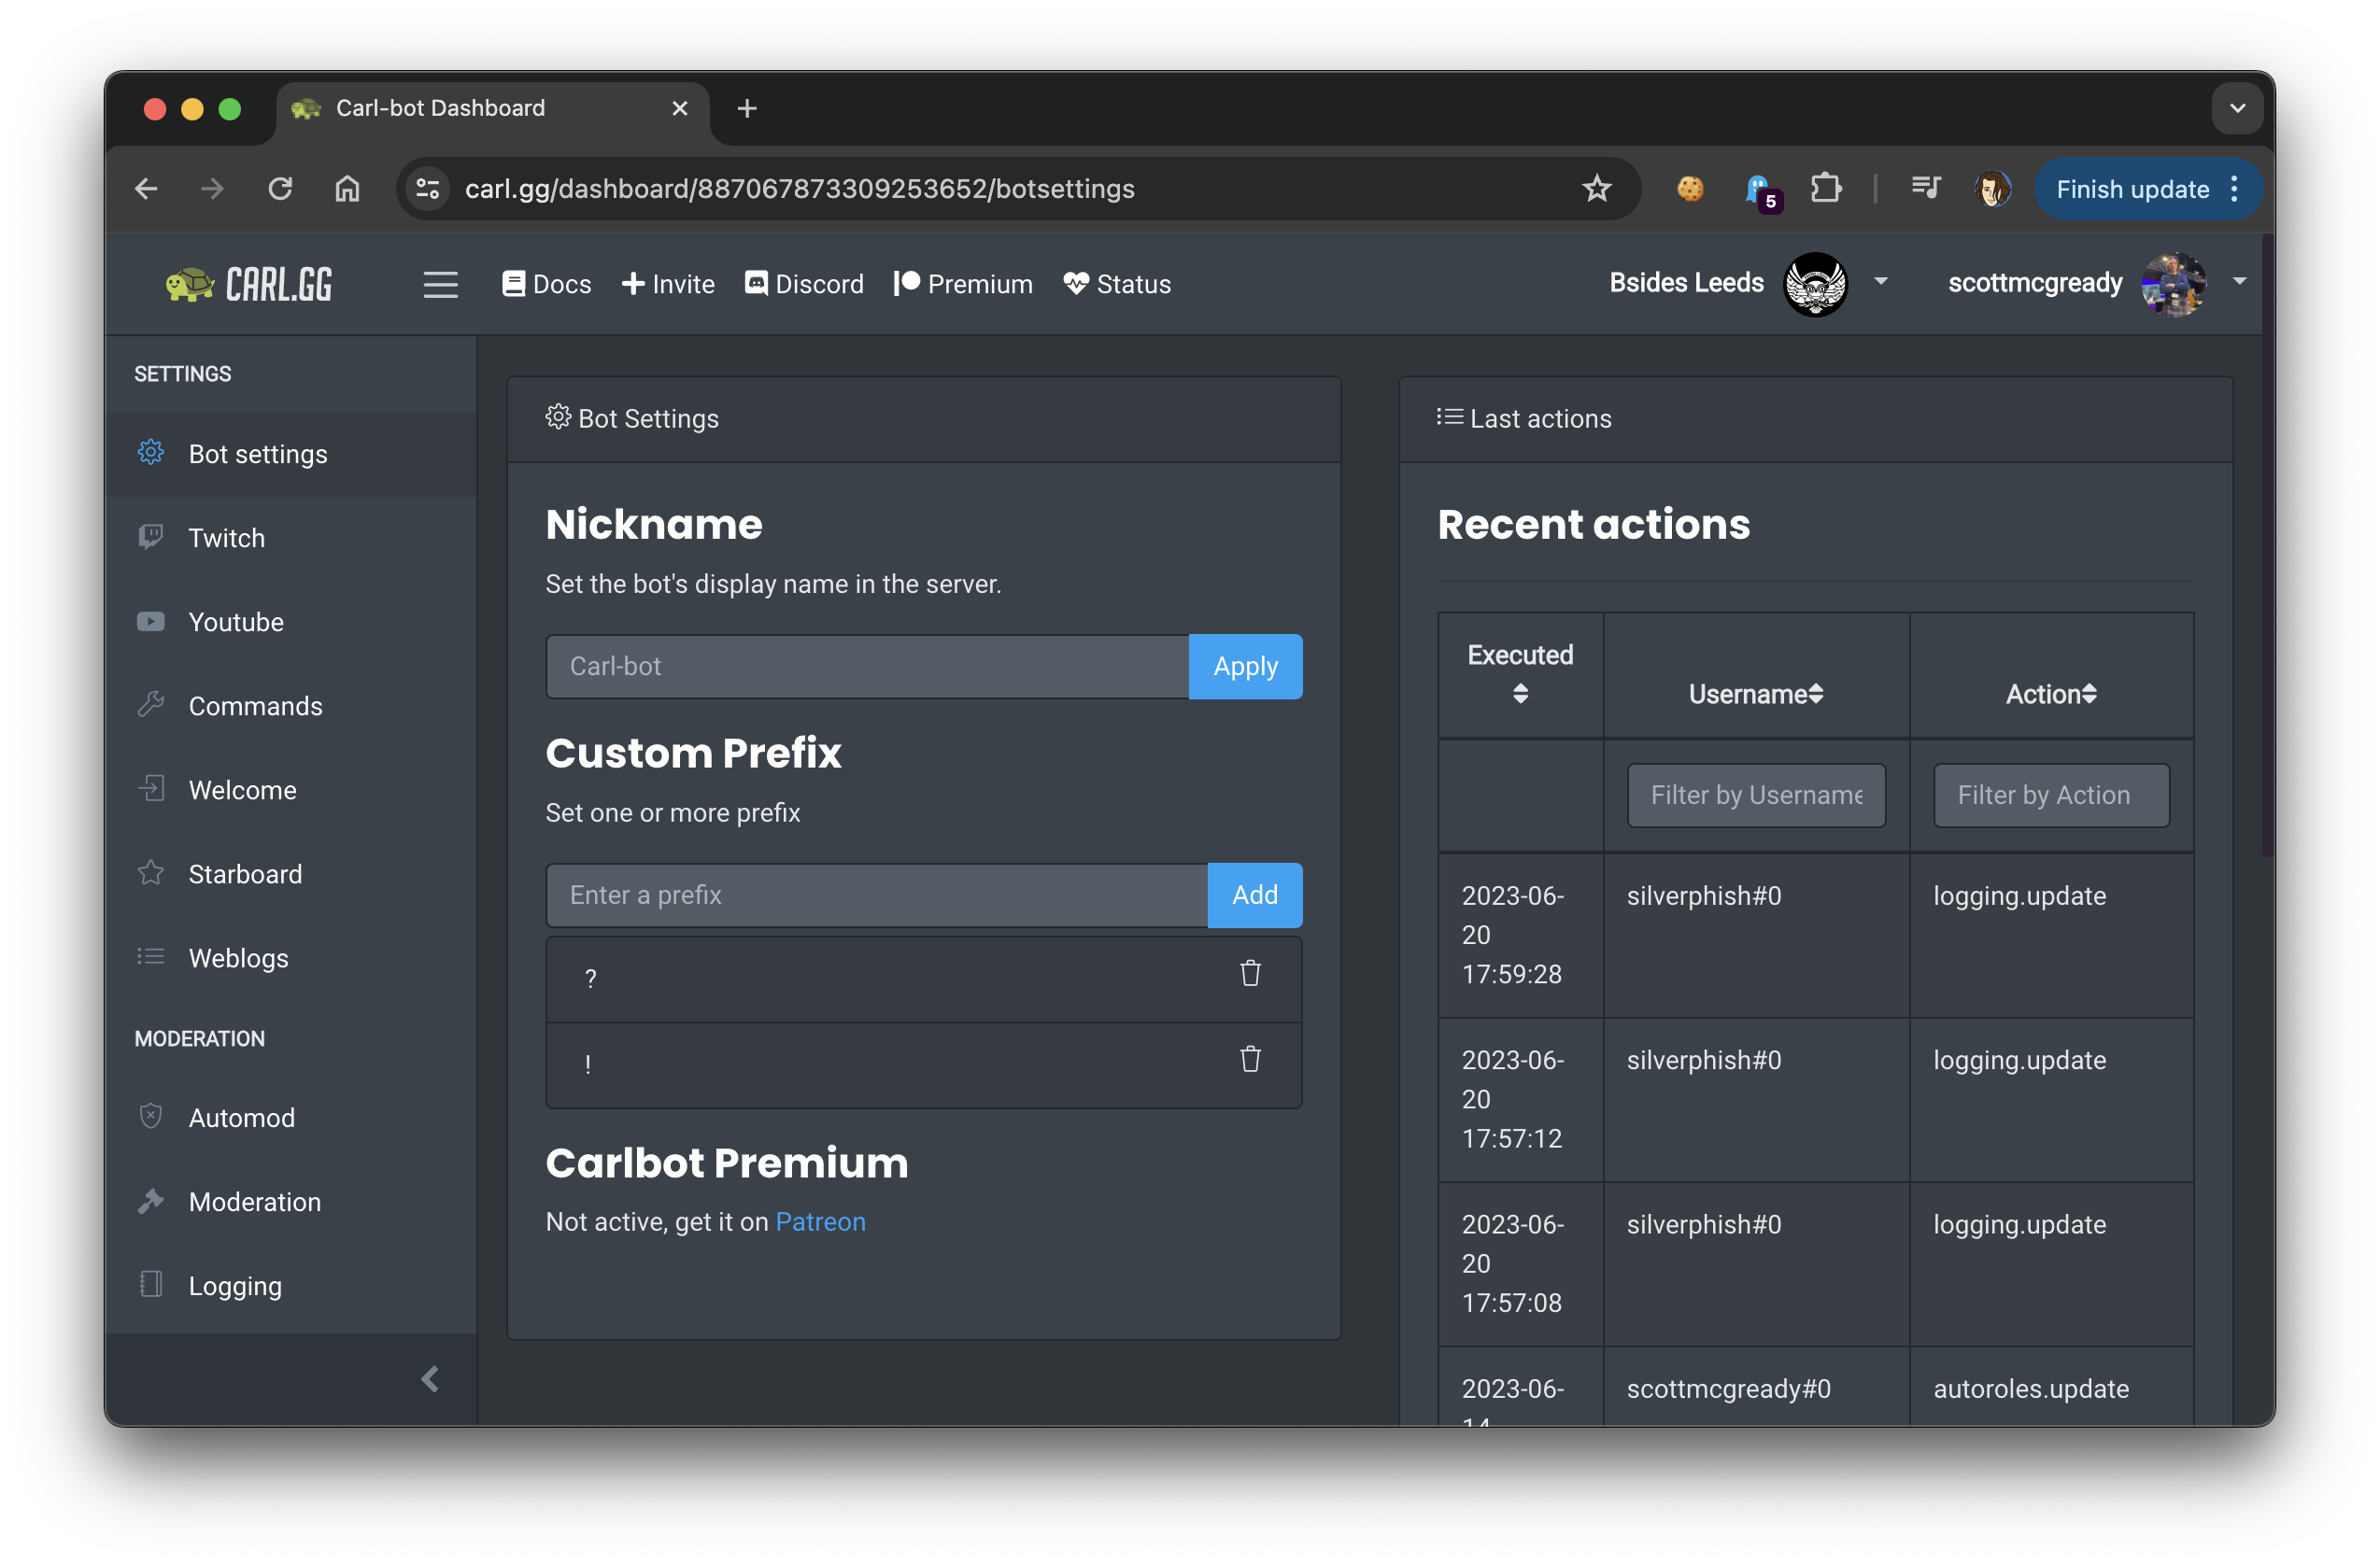 Carl-bot Dashboard
carl.gg/dashboard/887067873309253652/botsettings
5
Finish update
CARL.GG
Docs
Invite
Discord
Premium
Status
Bsides Leeds
scottmcgready
SETTINGS
Bot settings
Twitch
Youtube
Commands
Welcome
Starboard
Weblogs
MODERATION
Automod
Moderation
Logging
Bot Settings
Nickname
Set the bot's display name in the server.
Carl-bot
Apply
Custom Prefix
Set one or more prefix
Enter a prefix
Add
?
!
Carlbot Premium
Not active, get it on Patreon
Last actions
Recent actions
Executed
Username
Action
Filter by Username
Filter by Action
2023-06-
20
17:59:28
silverphish#0
logging.update
2023-06-
20
17:57:12
silverphish#0
logging.update
2023-06-
20
17:57:08
silverphish#0
logging.update
2023-06-
14
scottmcgready#0
autoroles.update